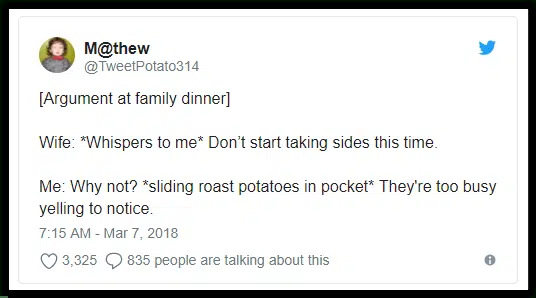 M@thew
@TweetPotato314
[Argument at family dinner]
Wife: *Whispers to me* Don’t start taking sides this time.
Me: Why not? *sliding roast potatoes in pocket* They're too busy
yelling to notice.
7:15 AM - Mar 7, 2018
3,325 835 people are talking about this